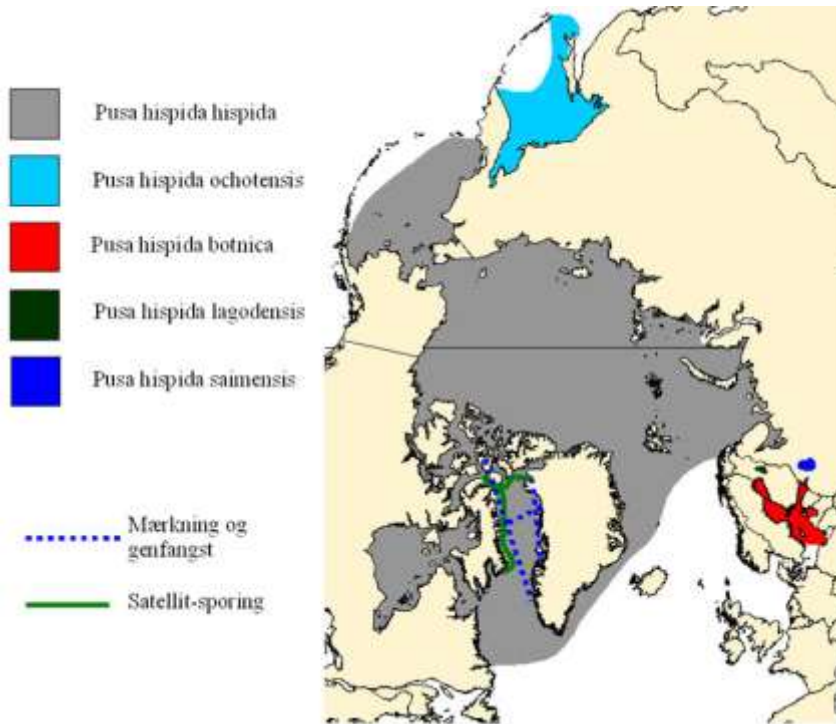 Pusa hispida hispida
Pusa hispida ochotensis
Pusa hispida botnica
Pusa hispida lagodensis
Pusa hispida saimensis
Mærkning og
genfangst
Satellit-sporing